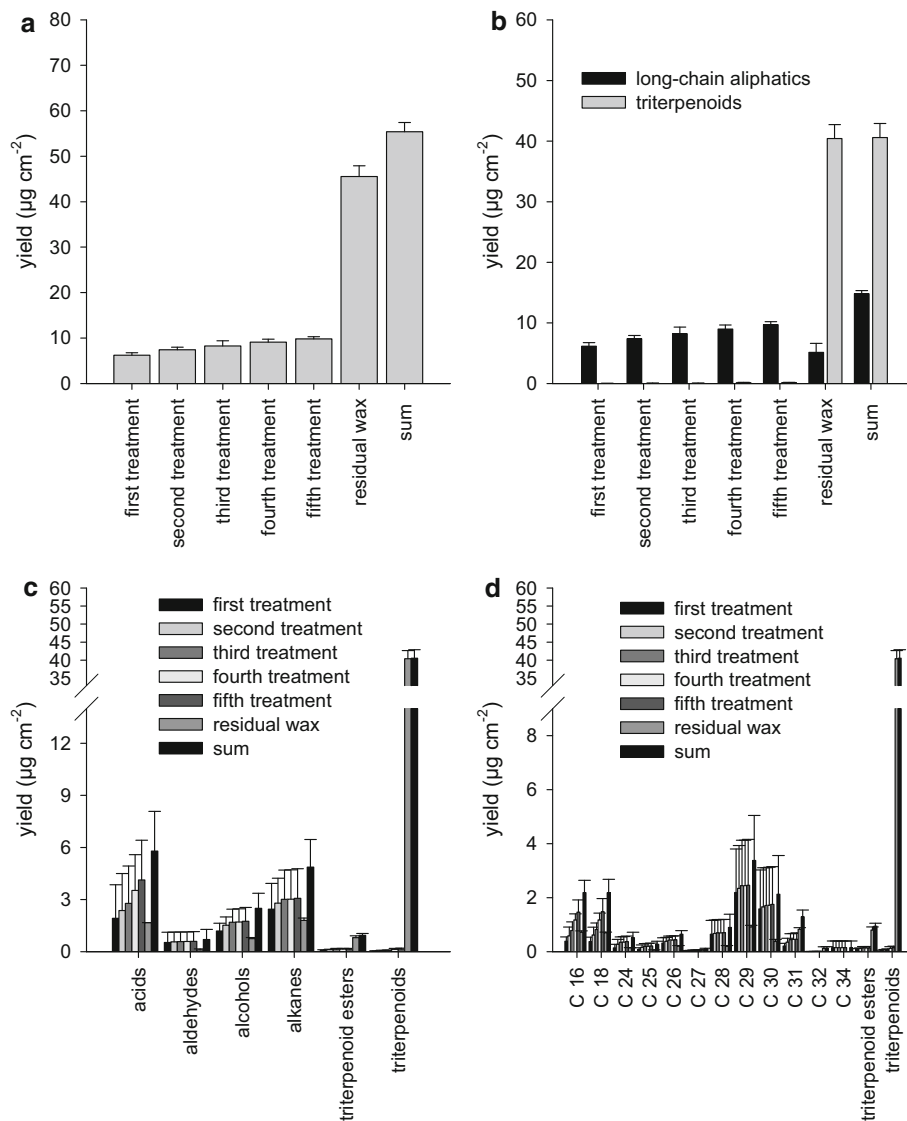 a
80
70
60
50
40
30
20
10
0
yield (µg cm⁻²)
first treatment
second treatment
third treatment
fourth treatment
fifth treatment
residual wax
sum
b
60
50
40
30
20
10
0
yield (µg cm⁻²)
long-chain aliphatics
triterpenoids
first treatment
second treatment
third treatment
fourth treatment
fifth treatment
residual wax
sum
c
60
55
50
45
40
35
12
9
6
3
0
yield (µg cm⁻²)
first treatment
second treatment
third treatment
fourth treatment
fifth treatment
residual wax
sum
acids
aldehydes
alcohols
alkanes
triterpenoid esters
triterpenoids
d
60
55
50
45
40
35
8
6
4
2
0
yield (µg cm⁻²)
first treatment
second treatment
third treatment
fourth treatment
fifth treatment
residual wax
sum
C 16
C 18
C 24
C 25
C 26
C 27
C 28
C 29
C 30
C 31
C 32
C 34
triterpenoid esters
triterpenoids